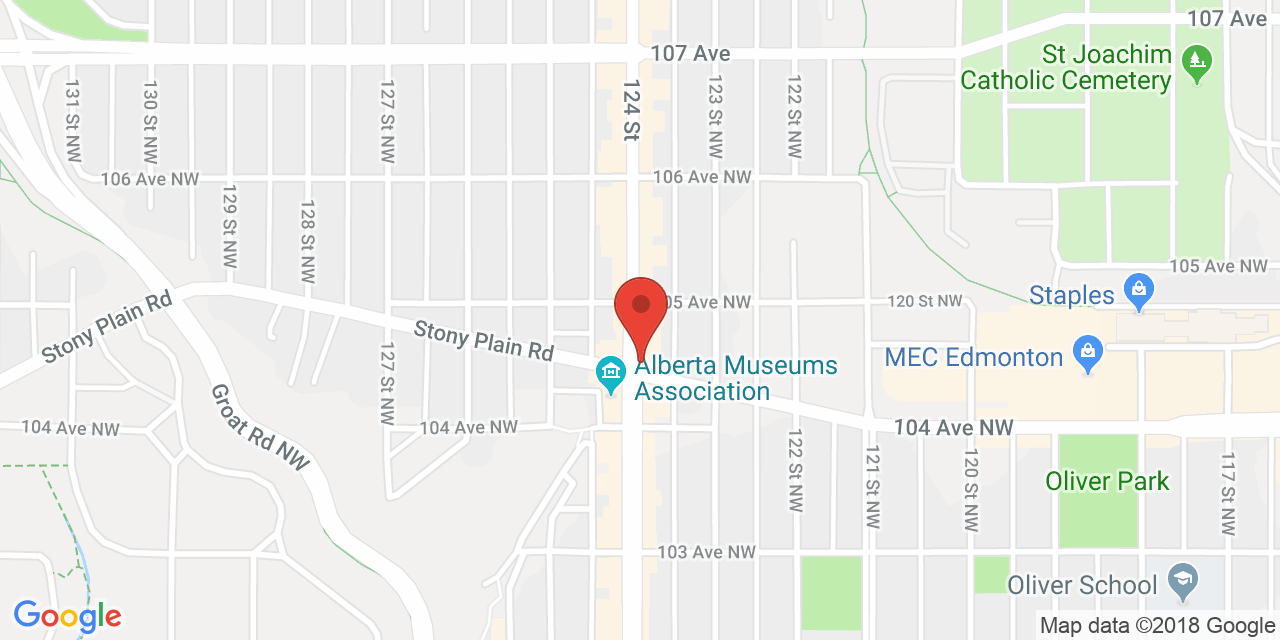 107 Ave
107 Ave
St Joachim
Catholic Cemetery
124 St
131 St NW
130 St NW
127 St NW
123 St NW
122 St NW
106 Ave NW
106 Ave NW
129 St NW
128 St NW
105 Ave NW
Staples
120 St NW
05 Ave NW
Stony Plain Rd
Stony Plain Rd
MEC Edmonton
Alberta Museums
Association
127 St NW
Groat Rd NW
104 Ave NW
104 Ave NW
104 Ave NW
122 St NW
121 St NW
120 St NW
117 St NW
Oliver Park
103 Ave NW
Oliver School
Google
Map data ©2018 Google